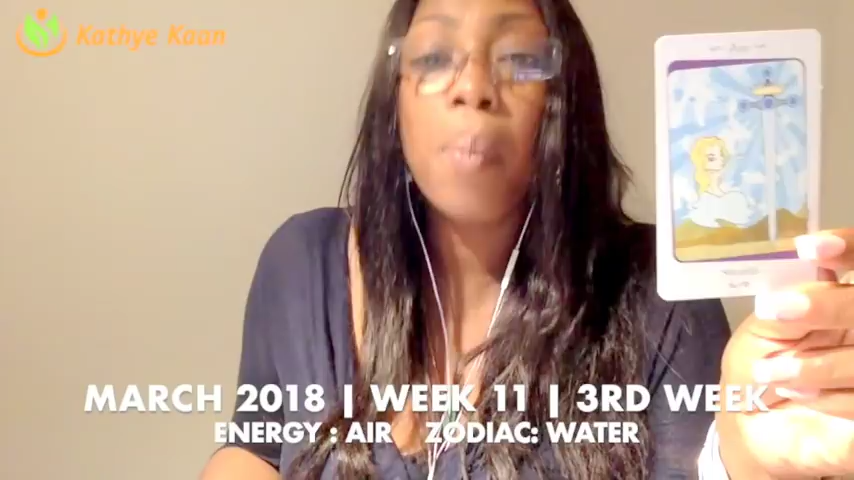 Kathye Kaan
MARCH 2018 | WEEK 11 | 3RD WEEK
ENERGY : AIR ZODIAC: WATER